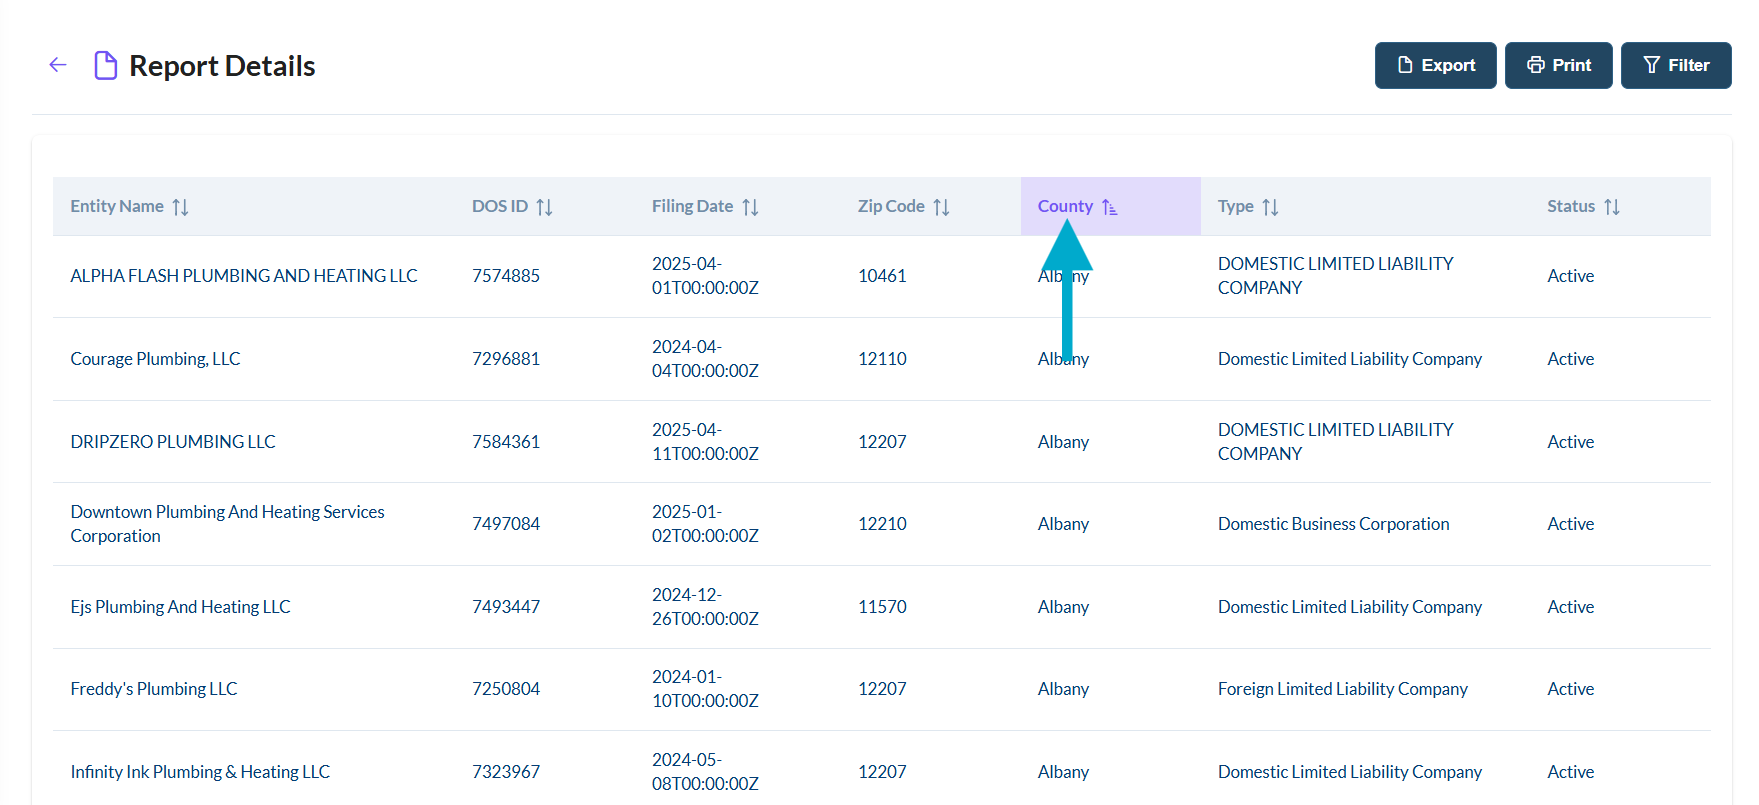 Report Details
Export
Print
Filter
Entity Name DOS ID Filing Date Zip Code County Type Status
ALPHA FLASH PLUMBING AND HEATING LLC 7574885 2025-04-
01T00:00:00Z 10461 Albany DOMESTIC LIMITED LIABILITY
COMPANY Active
Courage Plumbing, LLC 7296881 2024-04-
04T00:00:00Z 12110 Albany Domestic Limited Liability Company Active
DRIPZERO PLUMBING LLC 7584361 2025-04-
11T00:00:00Z 12207 Albany DOMESTIC LIMITED LIABILITY
COMPANY Active
Downtown Plumbing And Heating Services
Corporation 7497084 2025-01-
02T00:00:00Z 12210 Albany Domestic Business Corporation Active
Ejs Plumbing And Heating LLC 7493447 2024-12-
26T00:00:00Z 11570 Albany Domestic Limited Liability Company Active
Freddy's Plumbing LLC 7250804 2024-01-
10T00:00:00Z 12207 Albany Foreign Limited Liability Company Active
Infinity Ink Plumbing & Heating LLC 7323967 2024-05-
08T00:00:00Z 12207 Albany Domestic Limited Liability Company Active